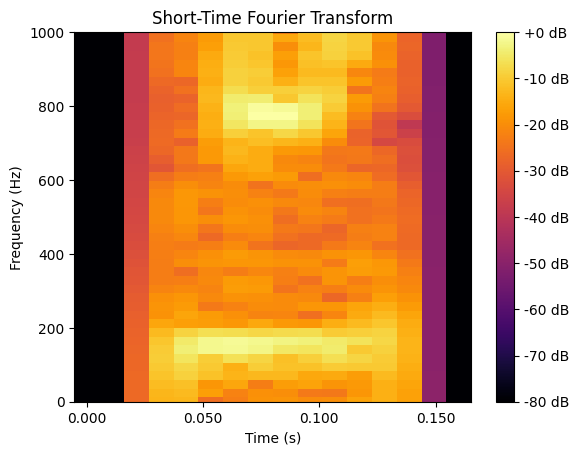 Short-Time Fourier Transform
1000
800
600
400
200
0
Frequency (Hz)
0.000
0.050
0.100
0.150
Time (s)
+0 dB
-10 dB
-20 dB
-30 dB
-40 dB
-50 dB
-60 dB
-70 dB
-80 dB